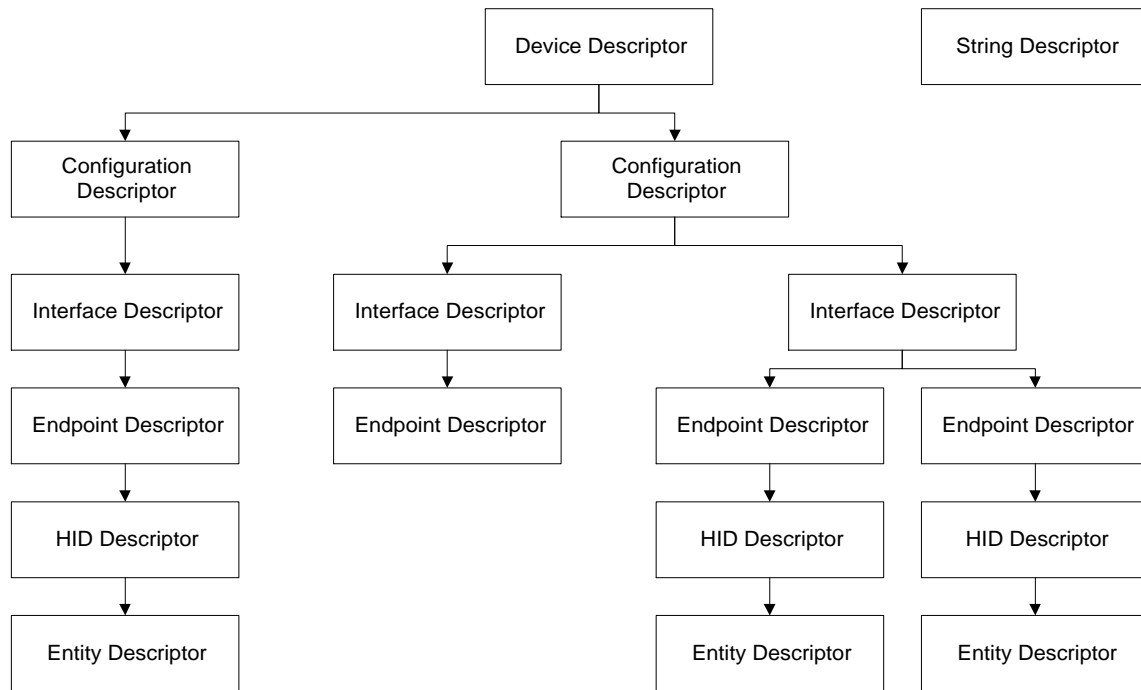 Device Descriptor
String Descriptor
Configuration
Descriptor
Configuration
Descriptor
Interface Descriptor
Interface Descriptor
Interface Descriptor
Endpoint Descriptor
Endpoint Descriptor
Endpoint Descriptor
Endpoint Descriptor
HID Descriptor
HID Descriptor
HID Descriptor
Entity Descriptor
Entity Descriptor
Entity Descriptor